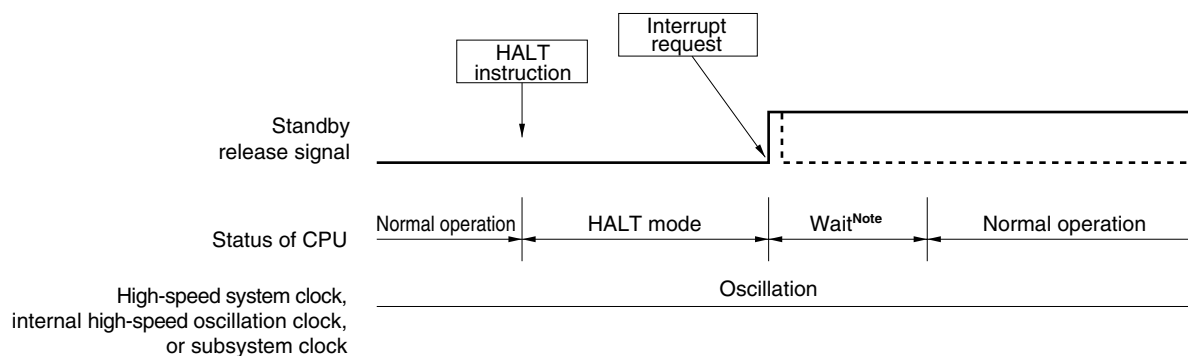 HALT
instruction
Interrupt
request
Standby
release signal
Status of CPU
Normal operation
HALT mode
WaitNote
Normal operation
High-speed system clock,
internal high-speed oscillation clock,
or subsystem clock
Oscillation